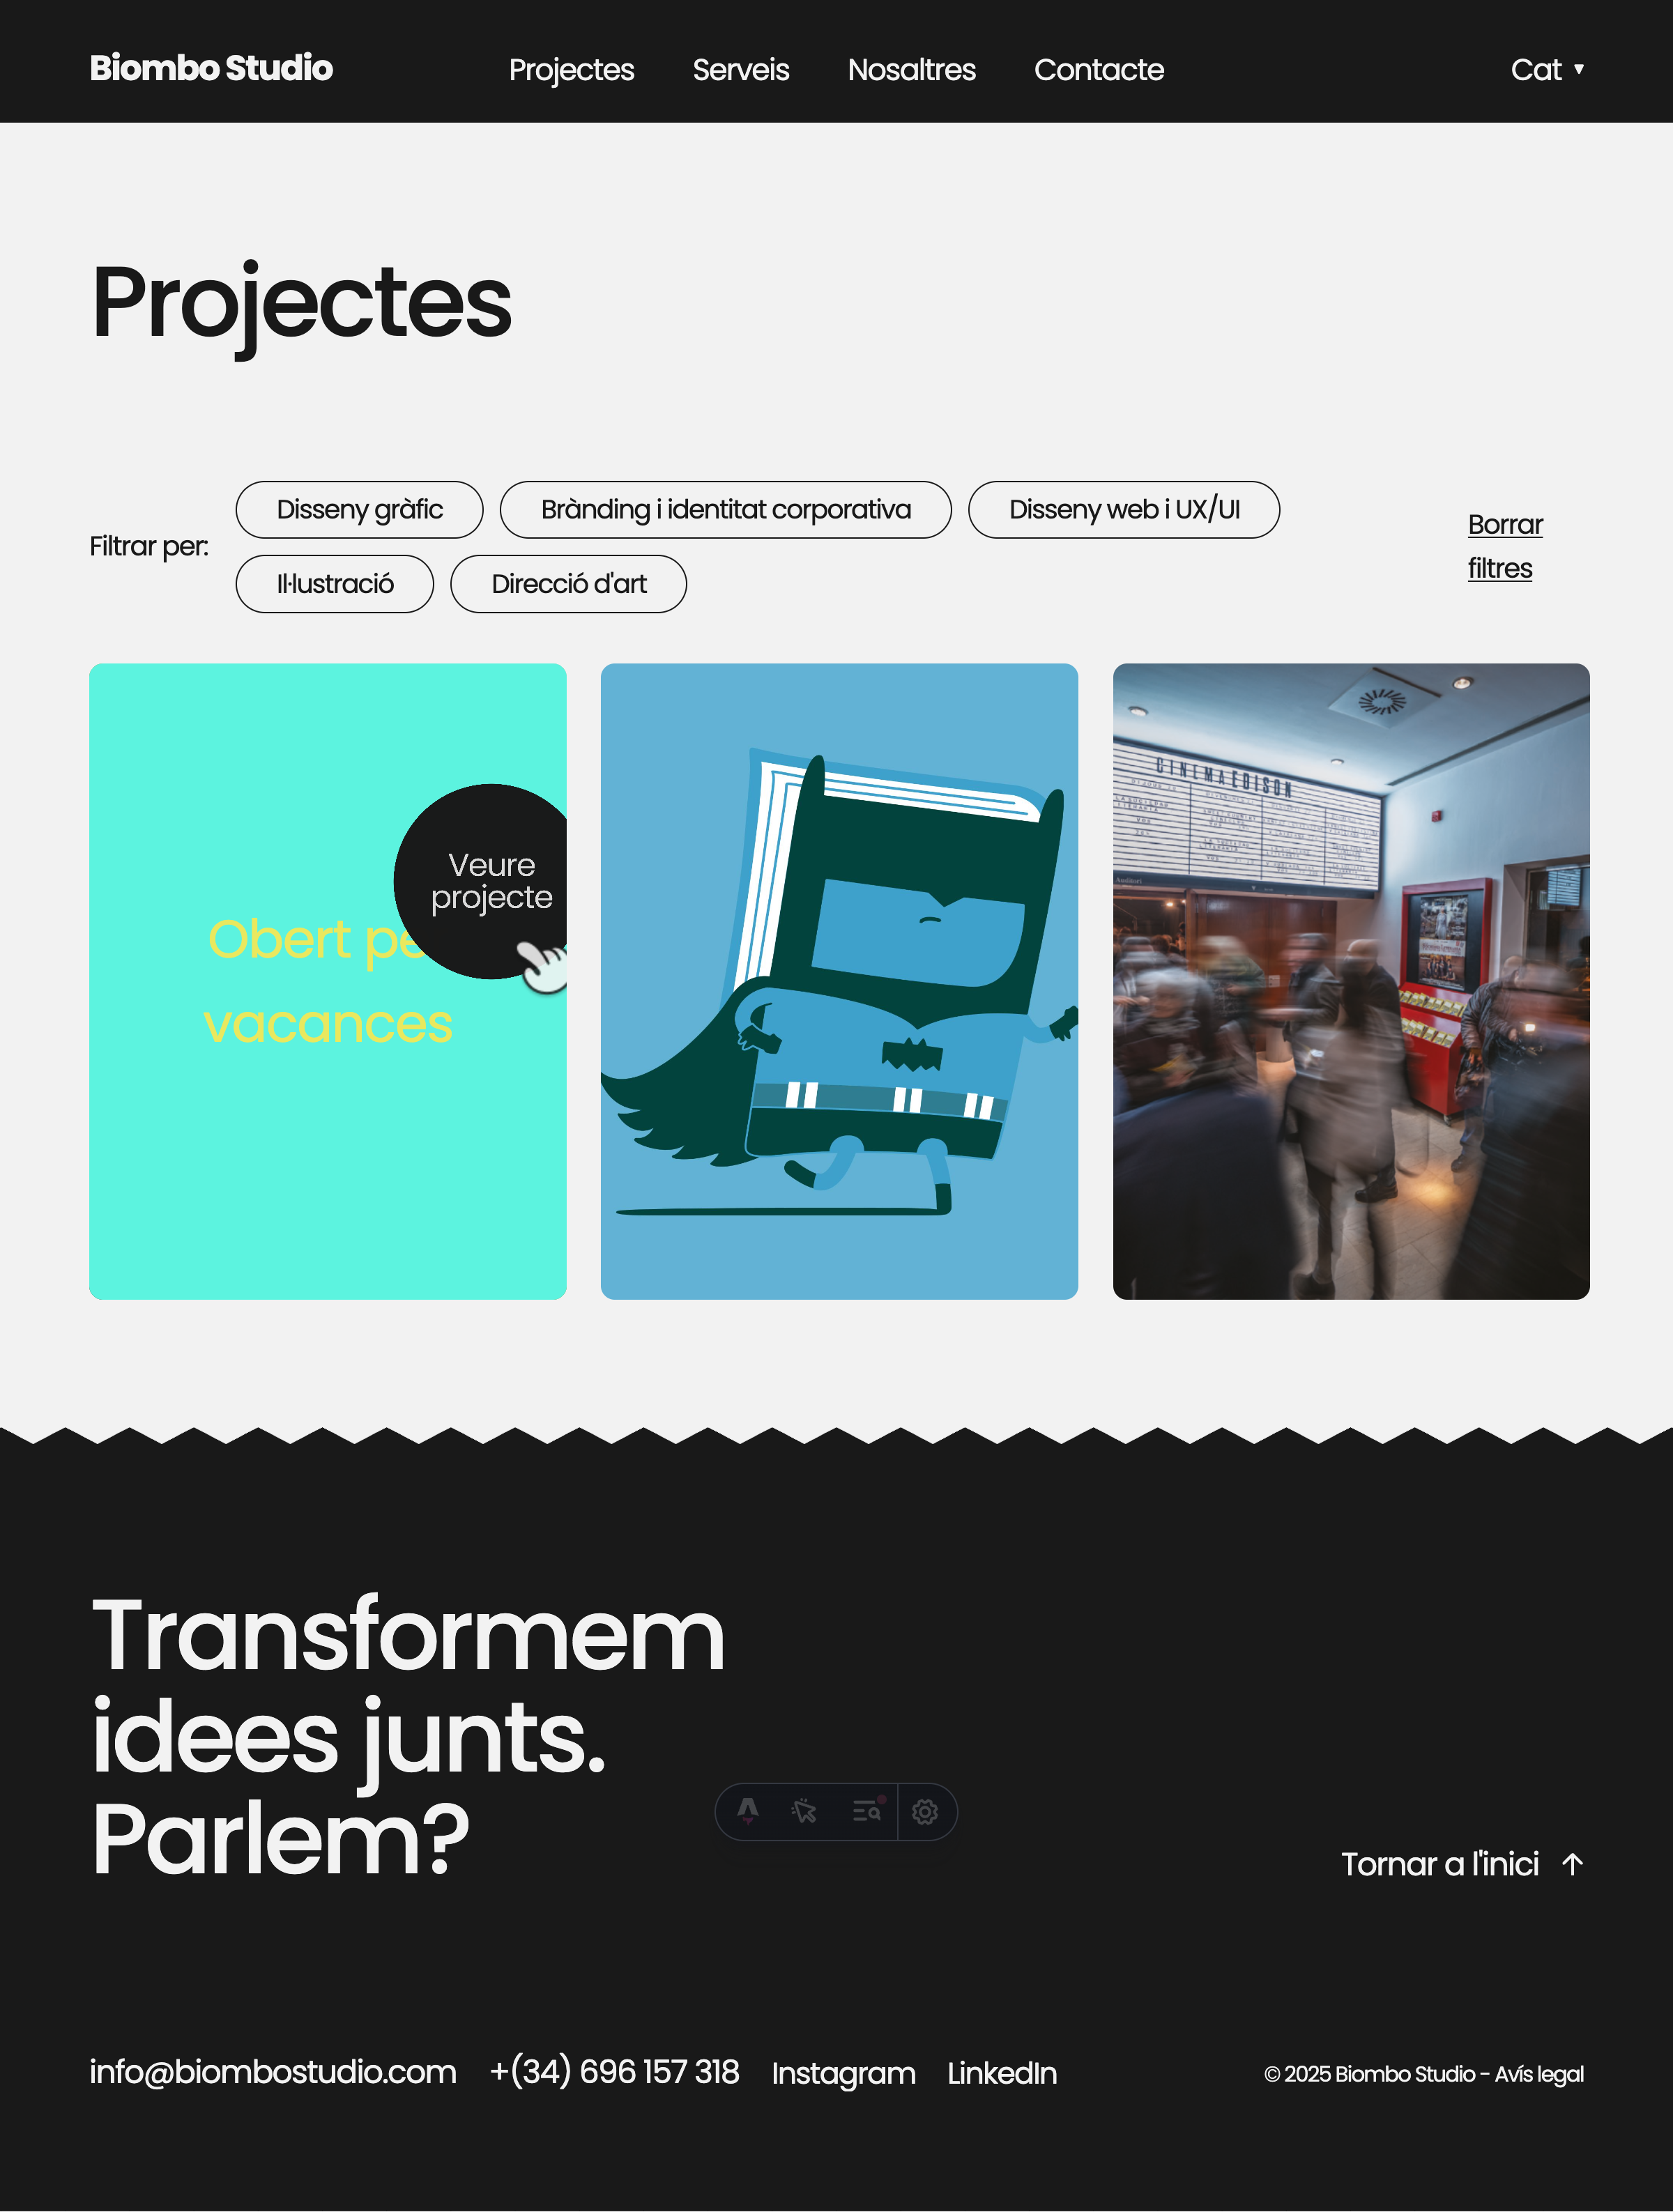 Biombo Studio
Projectes
Serveis
Nosaltres
Contacte
Cat
Projectes
Filtrar per:
Disseny gràfic
Brànding i identitat corporativa
Disseny web i UX/UI
Il·lustració
Direcció d'art
Borrar
filtres
Veure
projecte
Obert pe
vacances
CINEMA EDISON
Transformem
idees junts.
Parlem?
Tornar a l'inici
info@biombostudio.com
+(34) 696 157 318
Instagram
LinkedIn
© 2025 Biombo Studio - Avís legal